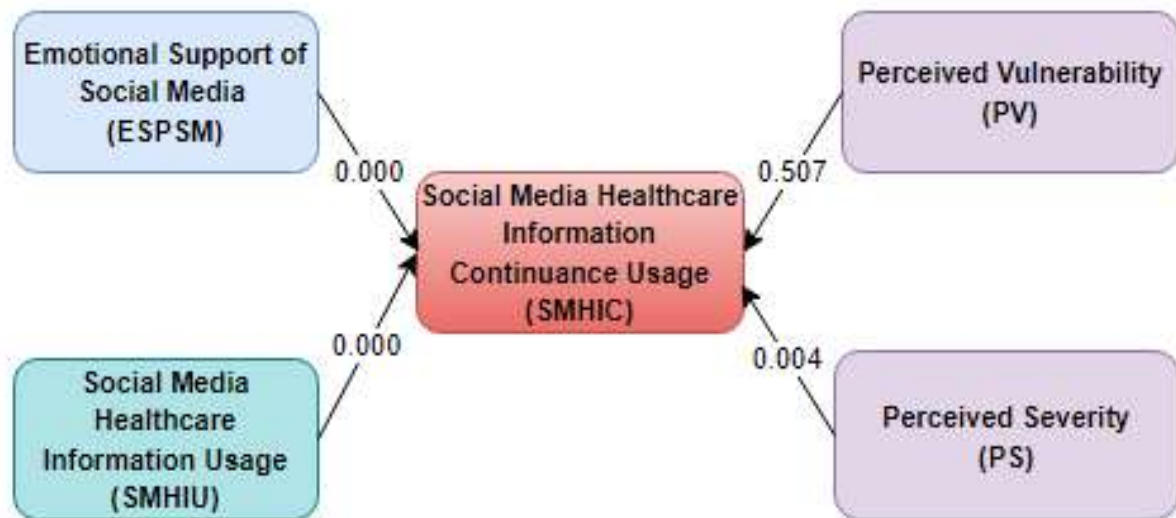 Emotional Support of
Social Media
(ESPSM)
Perceived Vulnerability
(PV)
0.000
0.507
Social Media Healthcare
Information
Continuance Usage
(SMHIC)
0.000
0.004
Social Media
Healthcare
Information Usage
(SMHIU)
Perceived Severity
(PS)